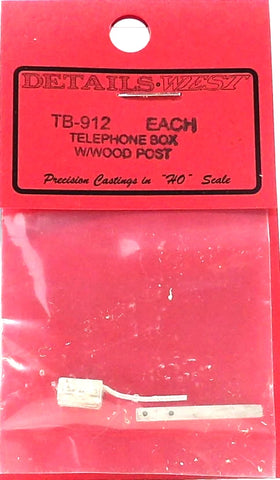 DETAILS WEST
TB-912 EACH
TELEPHONE BOX
W/WOOD POST
Precision Castings in "HO" Scale